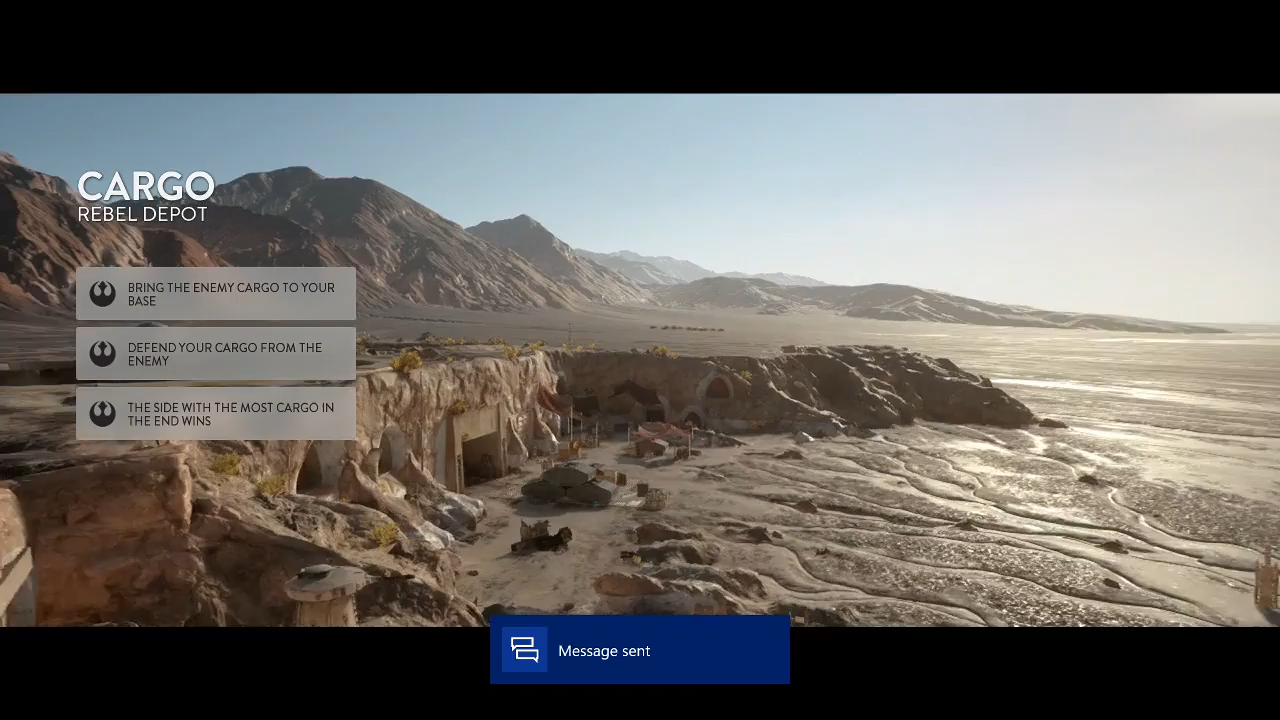 CARGO
REBEL DEPOT
BRING THE ENEMY CARGO TO YOUR
BASE
DEFEND YOUR CARGO FROM THE
ENEMY
THE SIDE WITH THE MOST CARGO IN
THE END WINS
Message sent